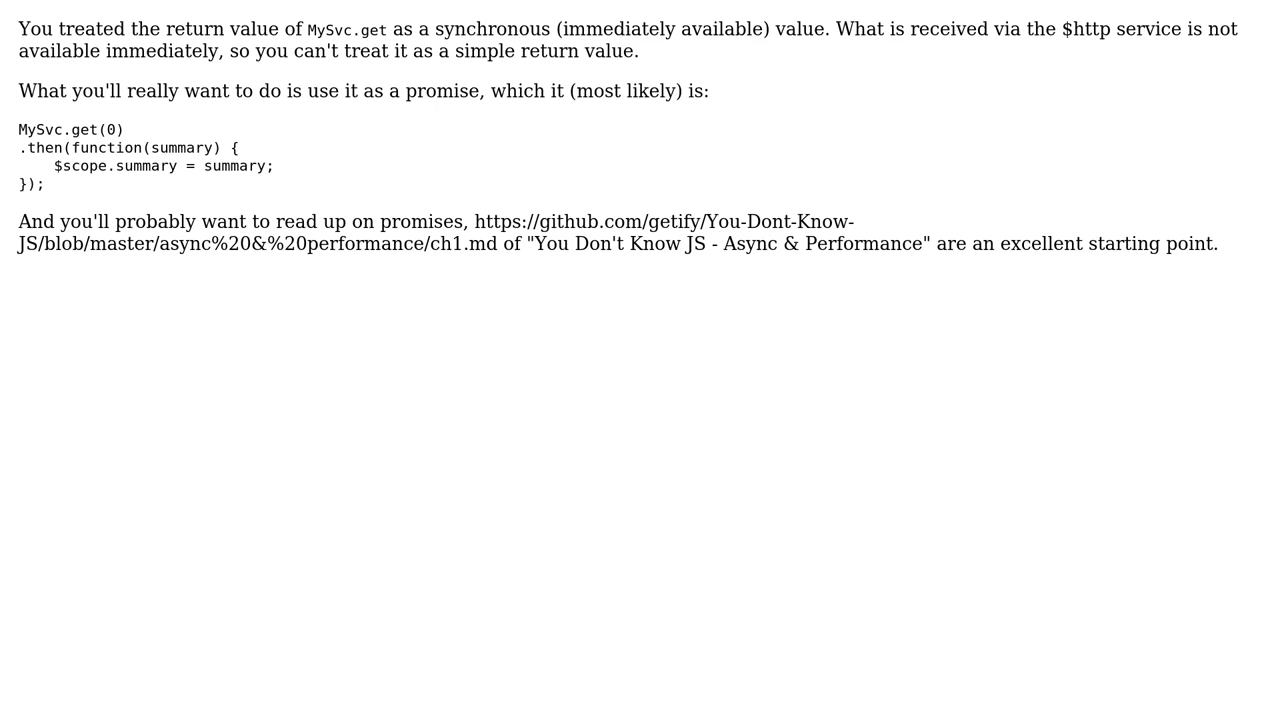 You treated the return value of MySvc.get as a synchronous (immediately available) value. What is received via the $http service is not
available immediately, so you can't treat it as a simple return value.
What you'll really want to do is use it as a promise, which it (most likely) is:
MySvc.get(0)
.then(function(summary) {
    $scope.summary = summary;
});
And you'll probably want to read up on promises, https://github.com/getify/You-Dont-Know-
JS/blob/master/async%20&%20performance/ch1.md of "You Don't Know JS - Async & Performance" are an excellent starting point.